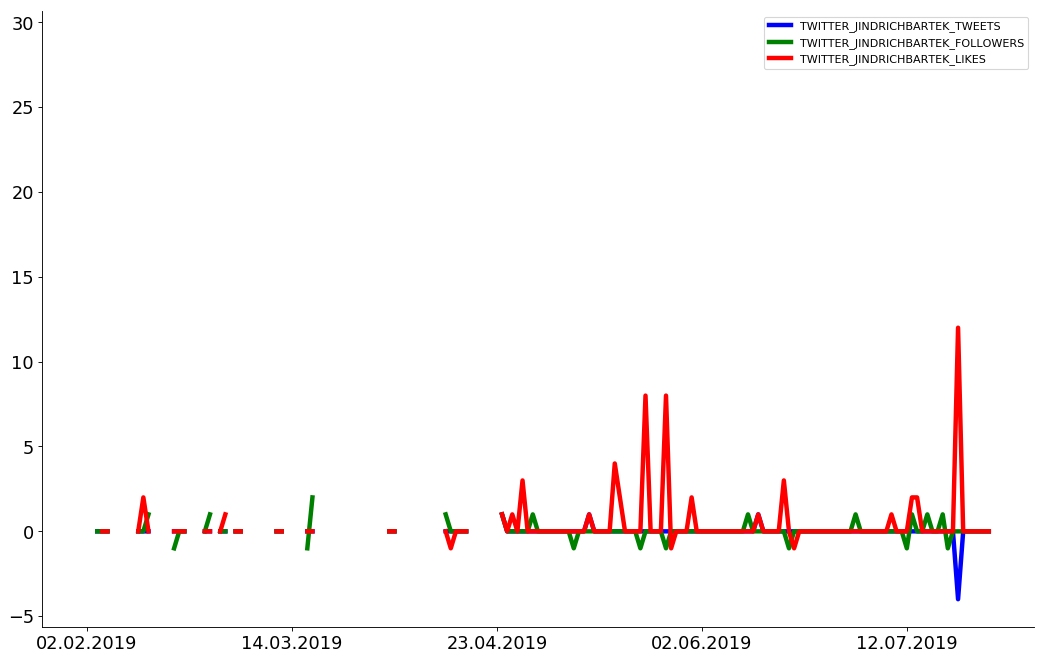 30
25
20
15
10
5
0
−5
02.02.2019 14.03.2019 23.04.2019 02.06.2019 12.07.2019
TWITTER_JINDRICHBARTEK_TWEETS
TWITTER_JINDRICHBARTEK_FOLLOWERS
TWITTER_JINDRICHBARTEK_LIKES